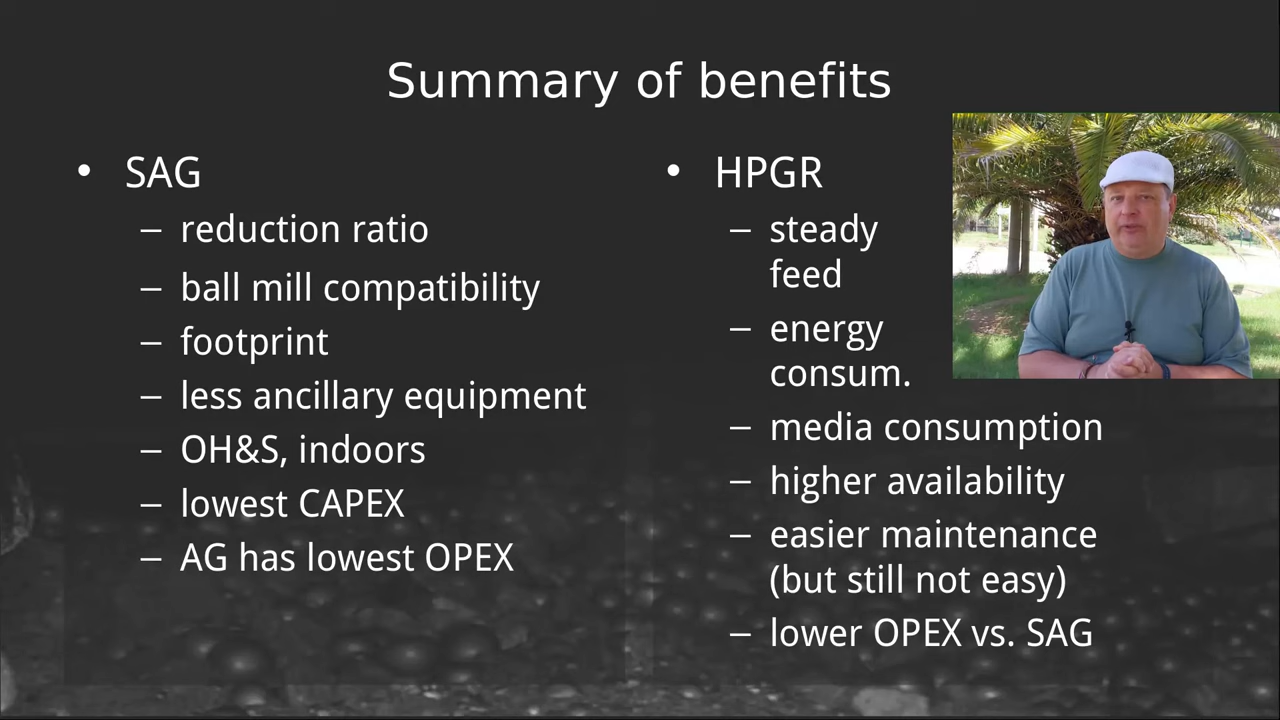 Summary of benefits
• SAG
– reduction ratio
– ball mill compatibility
– footprint
– less ancillary equipment
– OH&S, indoors
– lowest CAPEX
– AG has lowest OPEX
• HPGR
– steady
feed
– energy
consum.
– media consumption
– higher availability
– easier maintenance
(but still not easy)
– lower OPEX vs. SAG